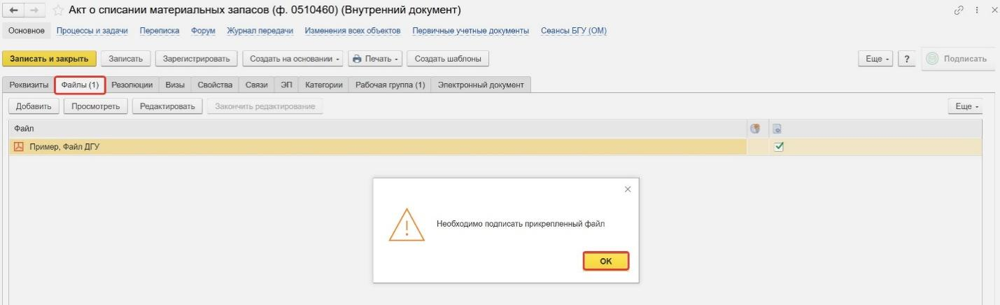 Акт о списании материальных запасов (ф. 0510460) (Внутренний документ)
Основное Процессы и задачи Переписка Форум Журнал передачи Изменения всех объектов Первичные учетные документы Сеансы БГУ (ОМ)
Записать и закрыть Записать Зарегистрировать Создать на основании Печать Создать шаблоны Еще ? Подписать
Реквизиты Файлы (1) Резолюции Визы Свойства Связи ЭП Категории Рабочая группа (1) Электронный документ
Добавить Просмотреть Редактировать Закончить редактирование Еще
Файл
Пример, Файл ДГУ
Необходимо подписать прикрепленный файл
ОК